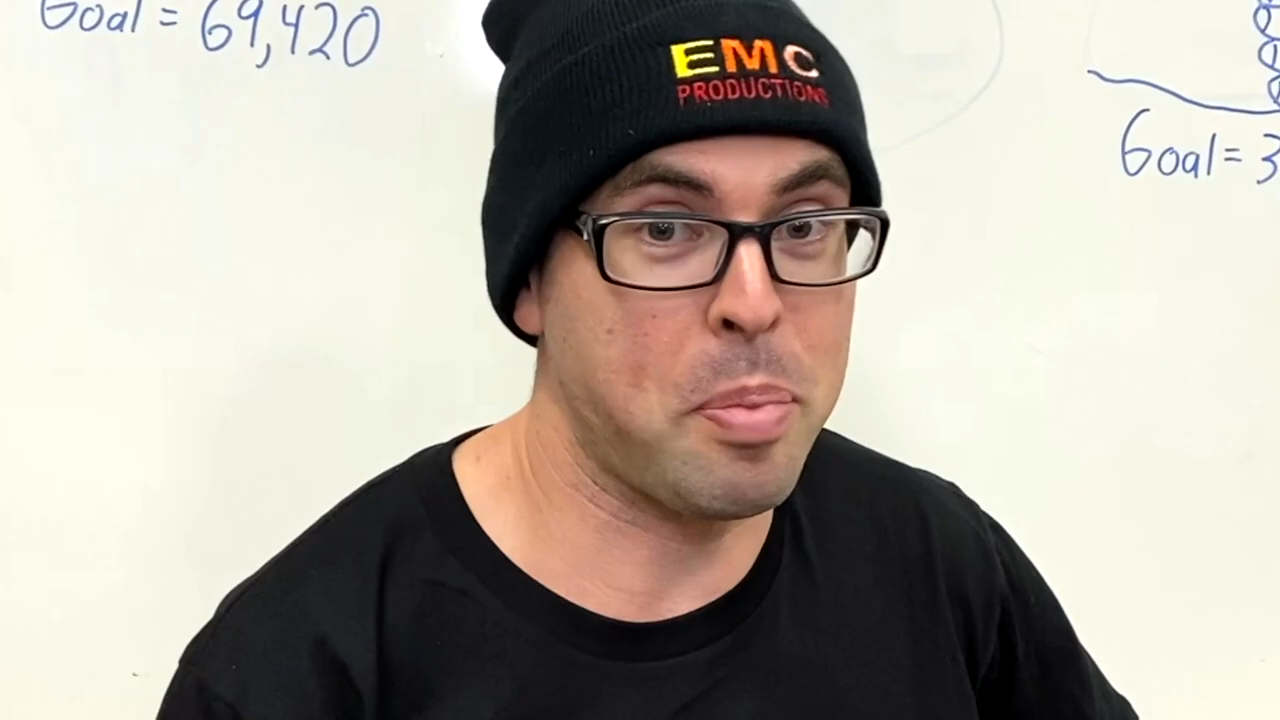 Goal = 69,420
EMC
PRODUCTIONS
Goal = 3